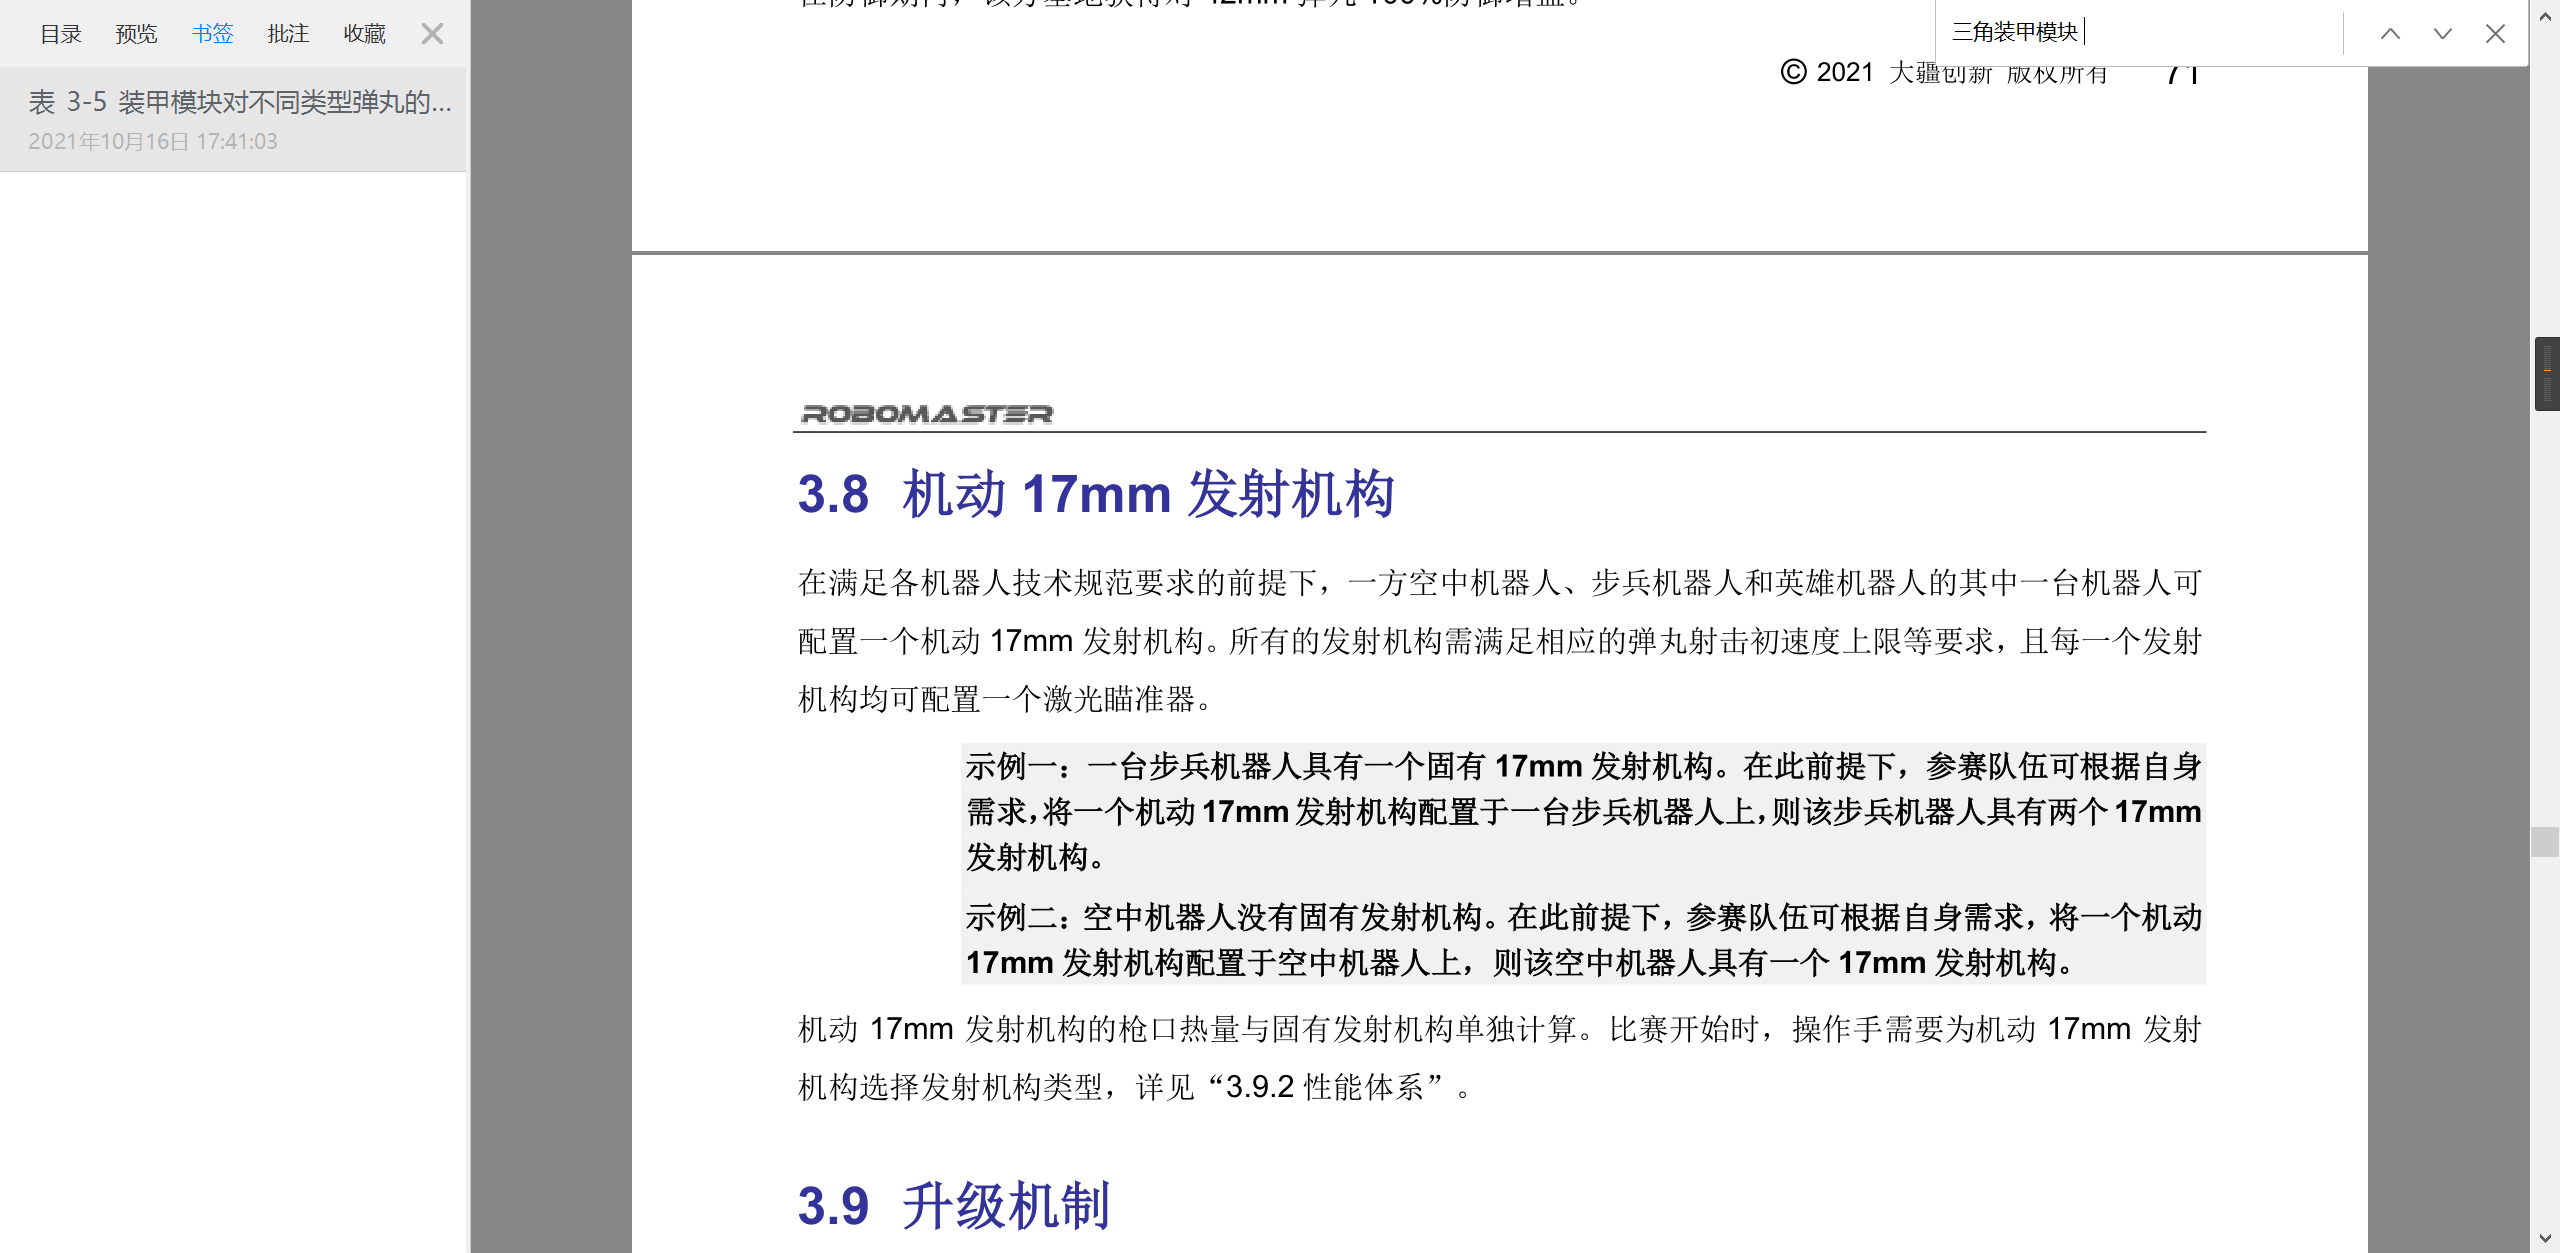 目录 预览 书签 批注 收藏
表 3-5 装甲模块对不同类型弹丸的...
2021年10月16日 17:41:03
三角装甲模块
© 2021 大疆创新 版权所有 71
ROBOMASTER
3.8 机动 17mm 发射机构
在满足各机器人技术规范要求的前提下，一方空中机器人、步兵机器人和英雄机器人的其中一台机器人可
配置一个机动 17mm 发射机构。所有的发射机构需满足相应的弹丸射击初速度上限等要求，且每一个发射
机构均可配置一个激光瞄准器。
示例一：一台步兵机器人具有一个固有 17mm 发射机构。在此前提下，参赛队伍可根据自身
需求，将一个机动 17mm 发射机构配置于一台步兵机器人上，则该步兵机器人具有两个 17mm
发射机构。
示例二：空中机器人没有固有发射机构。在此前提下，参赛队伍可根据自身需求，将一个机动
17mm 发射机构配置于空中机器人上，则该空中机器人具有一个 17mm 发射机构。
机动 17mm 发射机构的枪口热量与固有发射机构单独计算。比赛开始时，操作手需要为机动 17mm 发射
机构选择发射机构类型，详见“3.9.2 性能体系”。
3.9 升级机制